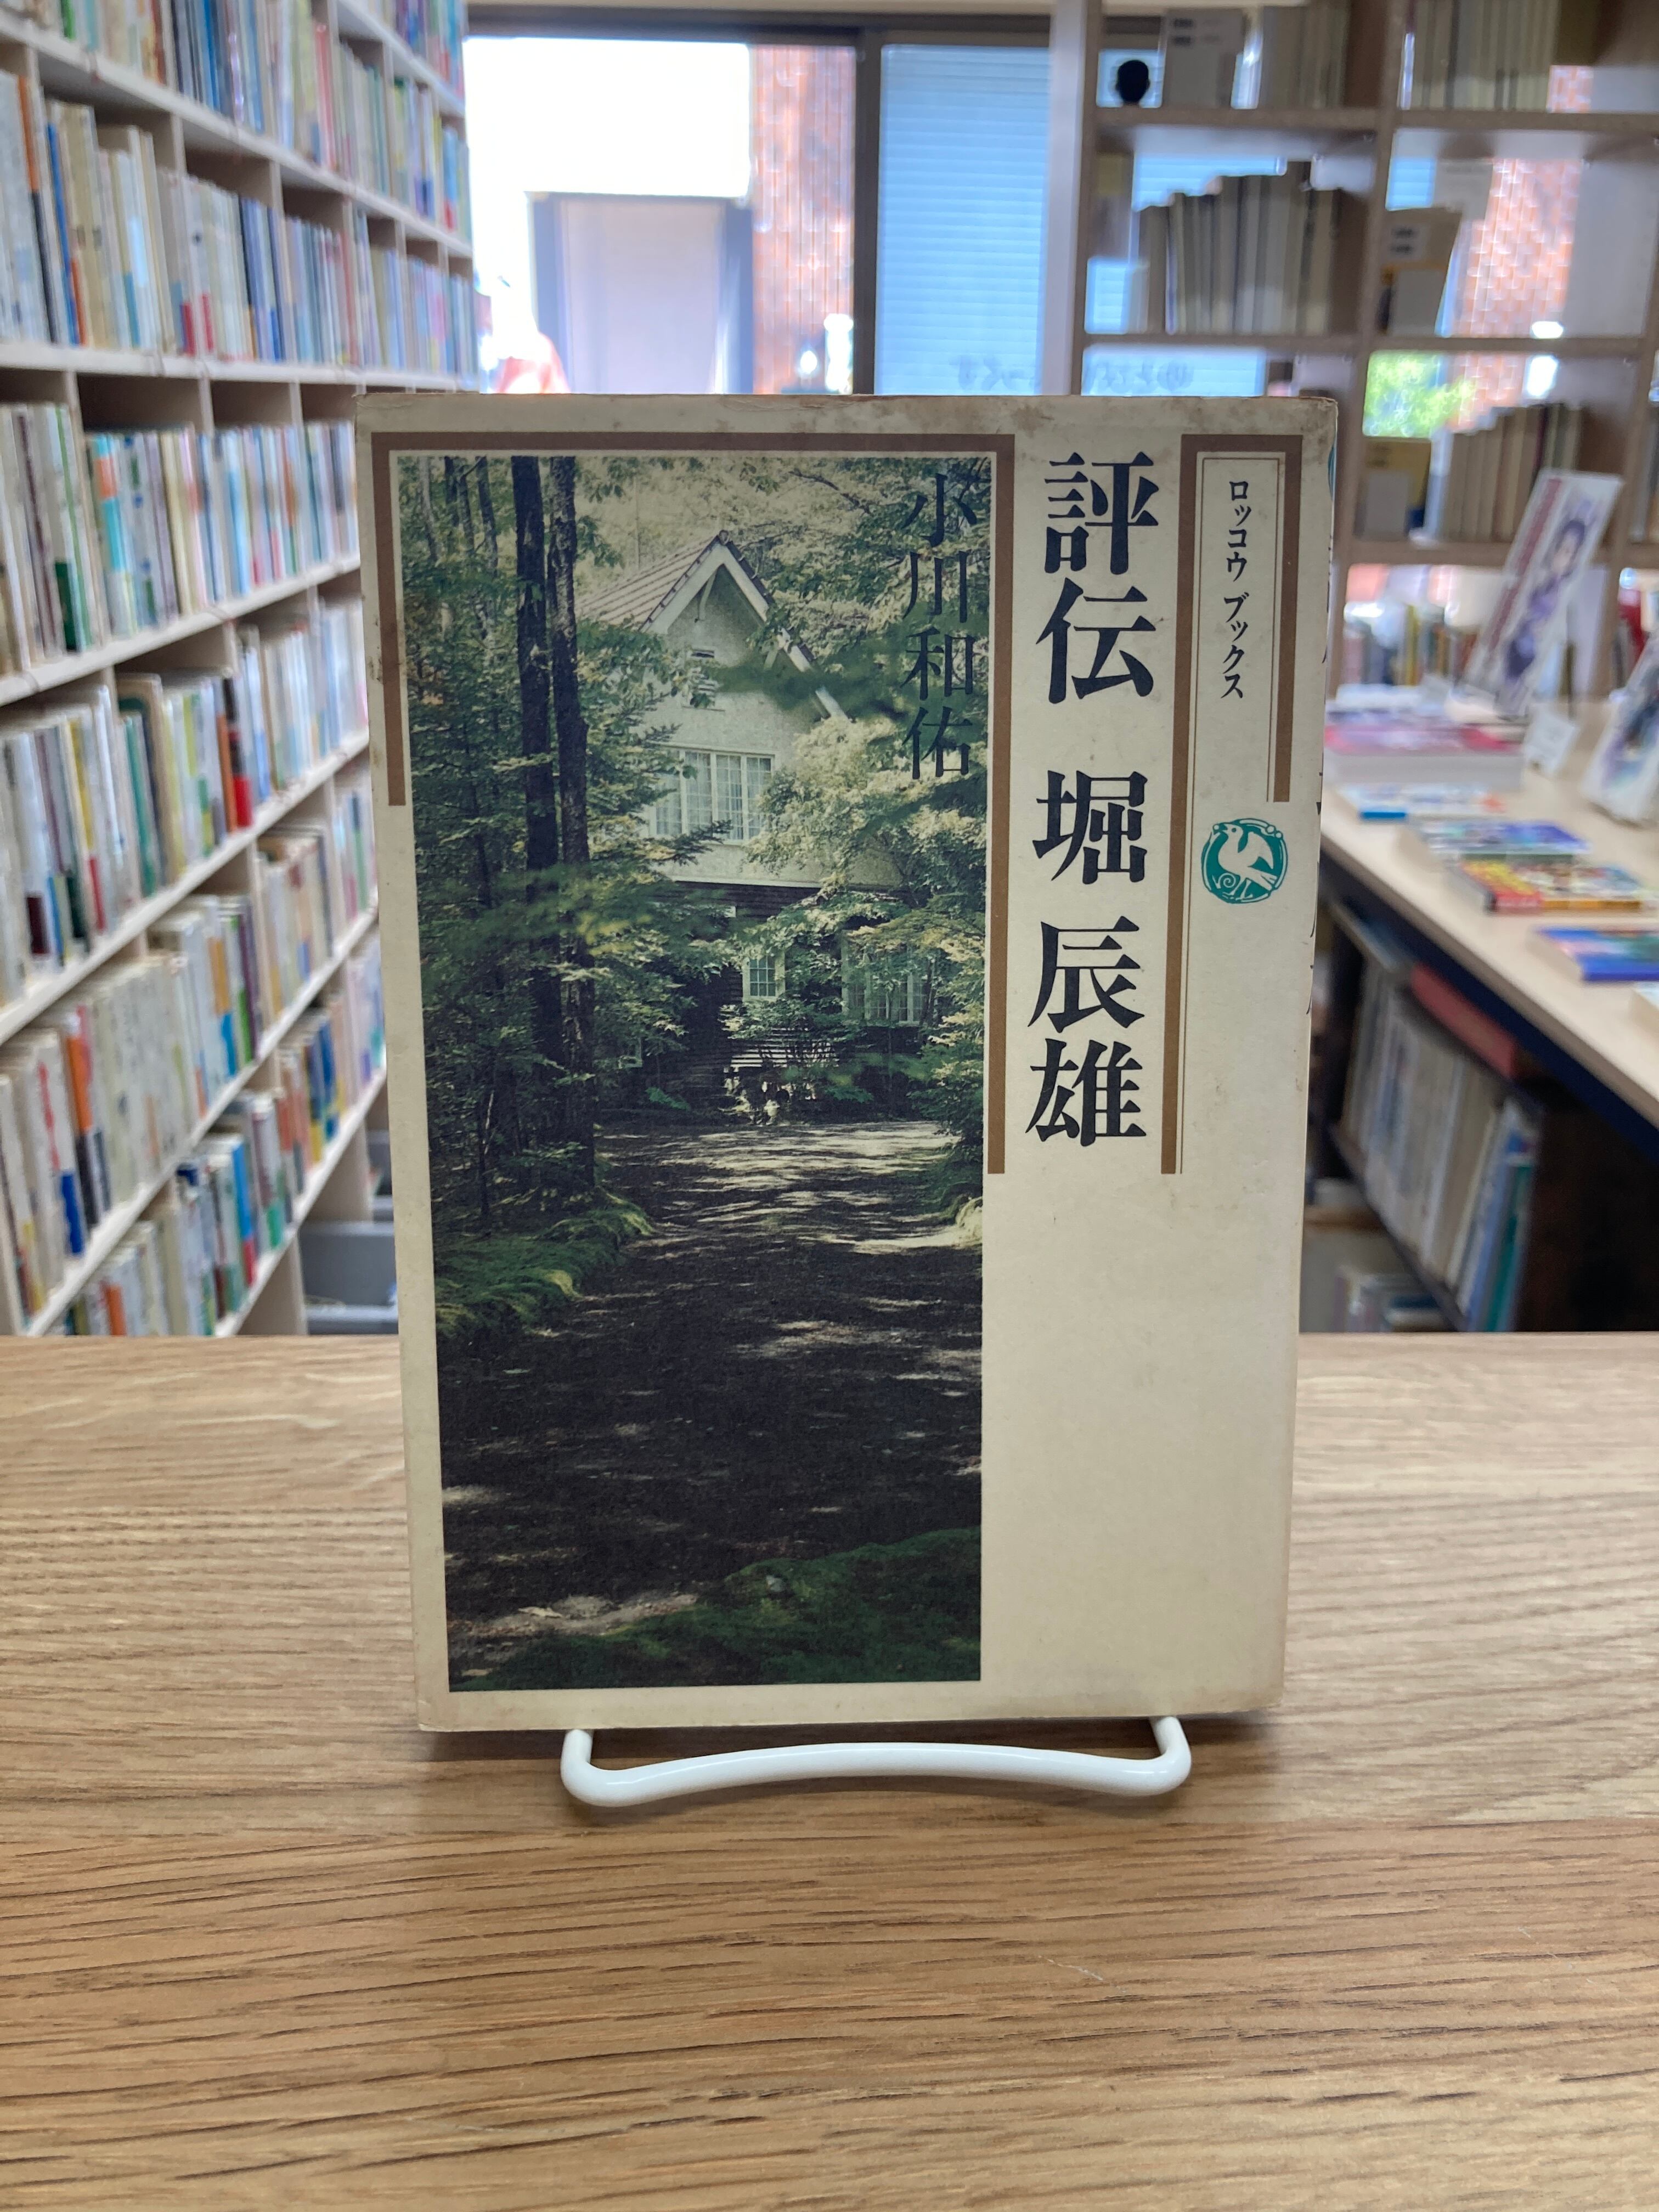 ロッコウ ブックス
評伝 堀 辰雄
小川和佑